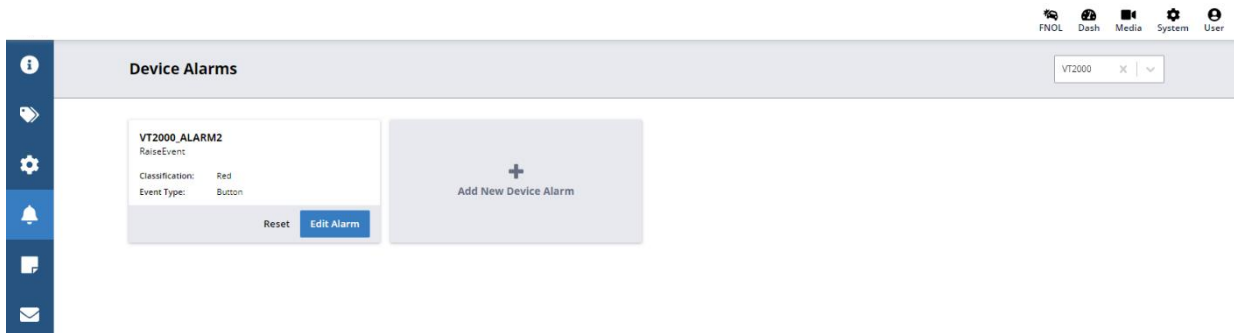 FNOL Dash Media System User
Device Alarms
VT2000
VT2000_ALARM2
RaiseEvent
Classification: Red
Event Type: Button
Reset Edit Alarm
Add New Device Alarm